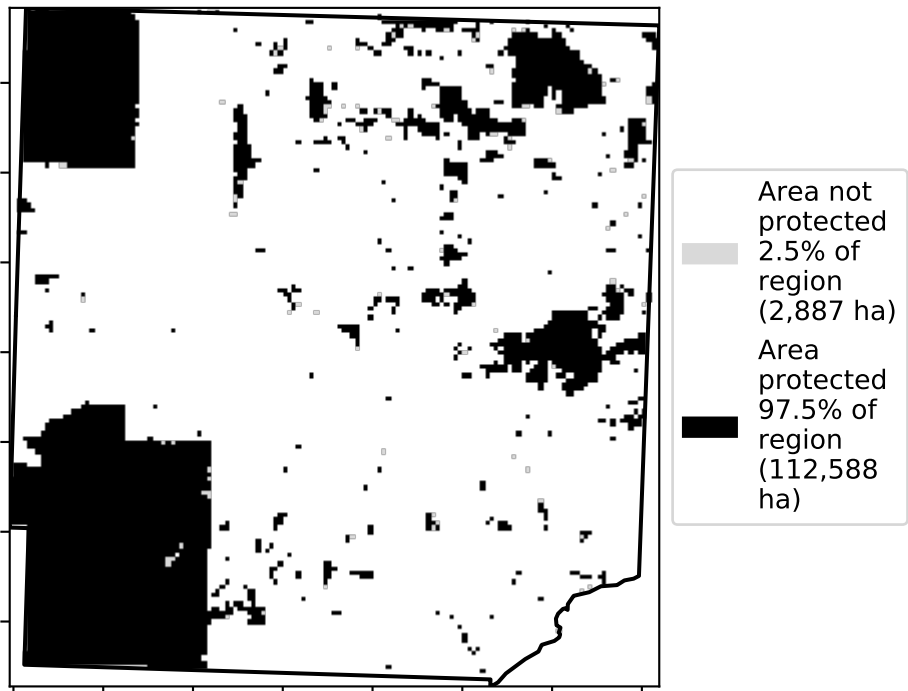 Area not
protected
2.5% of
region
(2,887 ha)
Area
protected
97.5% of
region
(112,588
ha)